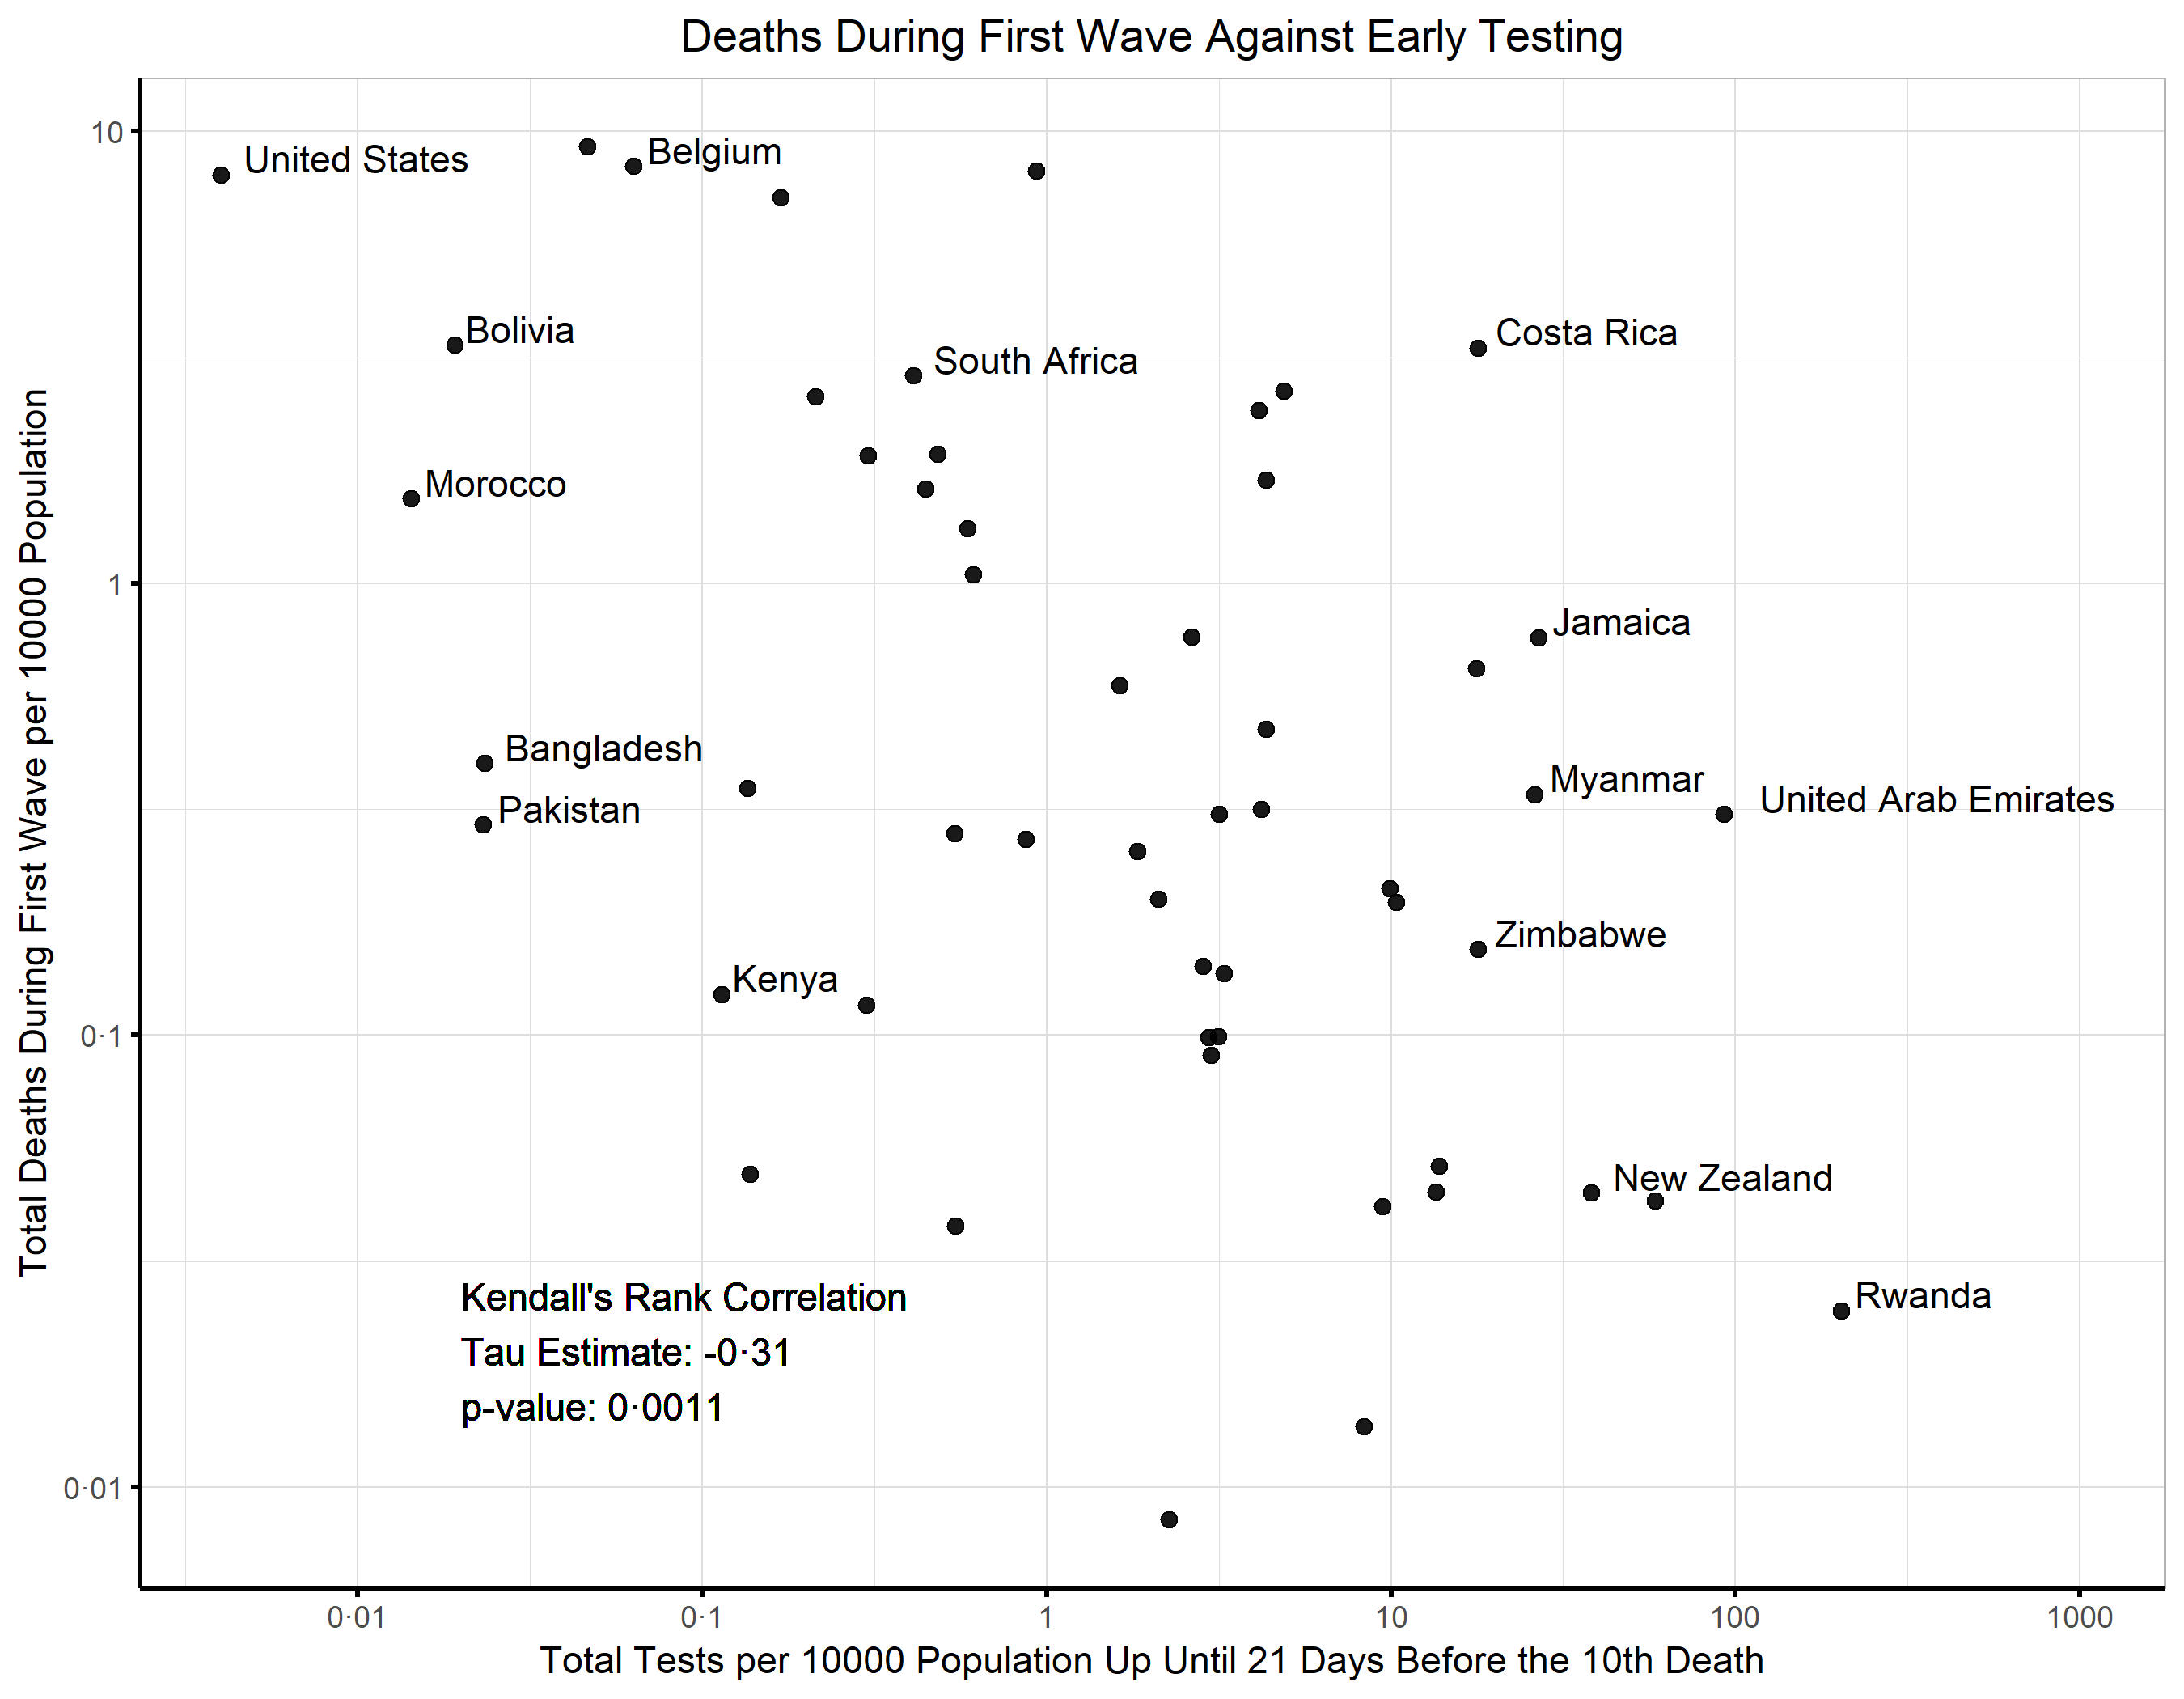 Deaths During First Wave Against Early Testing
Total Deaths During First Wave per 10000 Population
10
1
0·1
0·01
United States
Belgium
Bolivia
Costa Rica
South Africa
Morocco
Jamaica
Bangladesh
Myanmar
Pakistan
United Arab Emirates
Zimbabwe
Kenya
New Zealand
Rwanda
Kendall's Rank Correlation
Tau Estimate: -0·31
p-value: 0·0011
0·01
0·1
1
10
100
1000
Total Tests per 10000 Population Up Until 21 Days Before the 10th Death